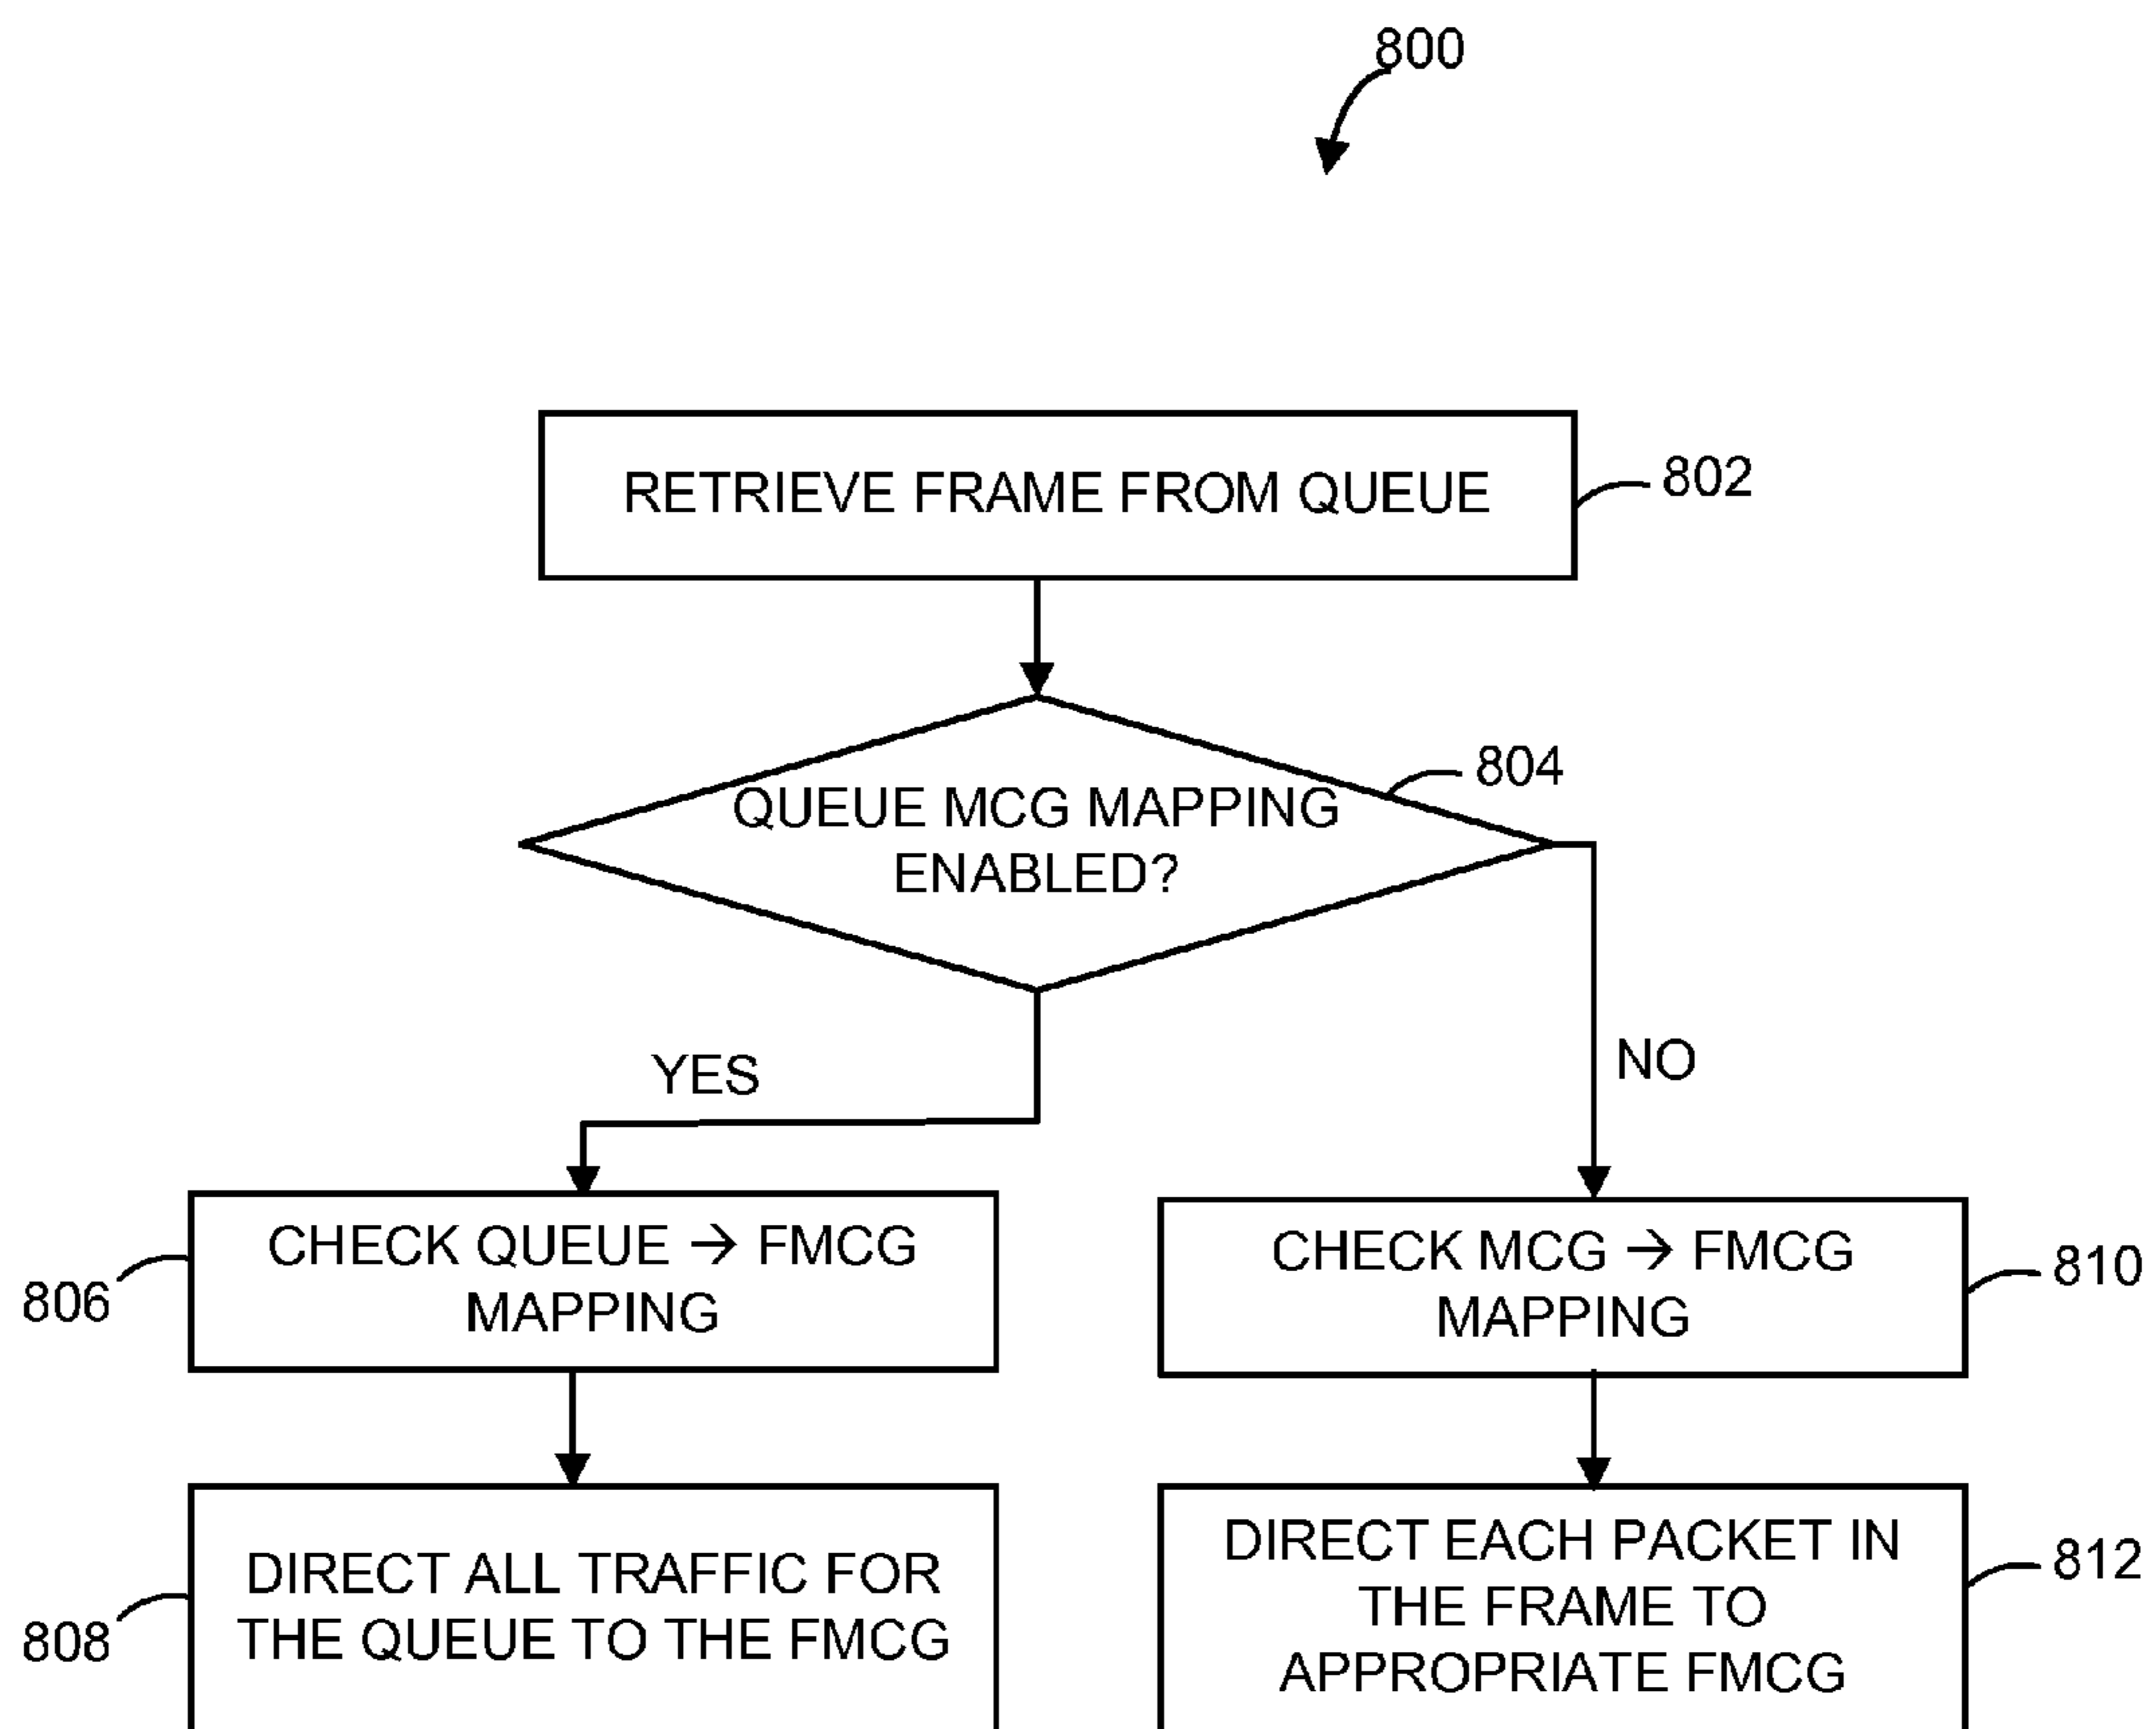 800
RETRIEVE FRAME FROM QUEUE
802
804
QUEUE MCG MAPPING
ENABLED?
YES
NO
CHECK QUEUE → FMCG
MAPPING
806
CHECK MCG → FMCG
MAPPING
810
DIRECT ALL TRAFFIC FOR
THE QUEUE TO THE FMCG
808
DIRECT EACH PACKET IN
THE FRAME TO
APPROPRIATE FMCG
812